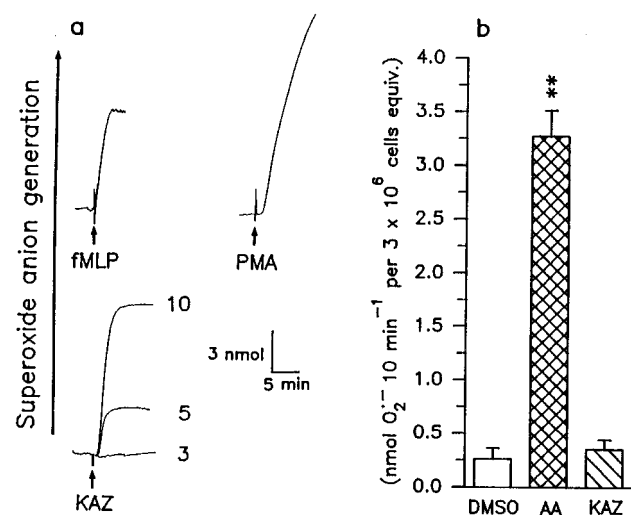 a
Superoxide anion generation
fMLP
PMA
10
5
3
KAZ
3 nmol
5 min
b
(nmol O₂·⁻ 10 min⁻¹ per 3 x 10⁶ cells equiv.)
4.0
3.5
3.0
2.5
2.0
1.5
1.0
0.5
0.0
**
DMSO AA KAZ